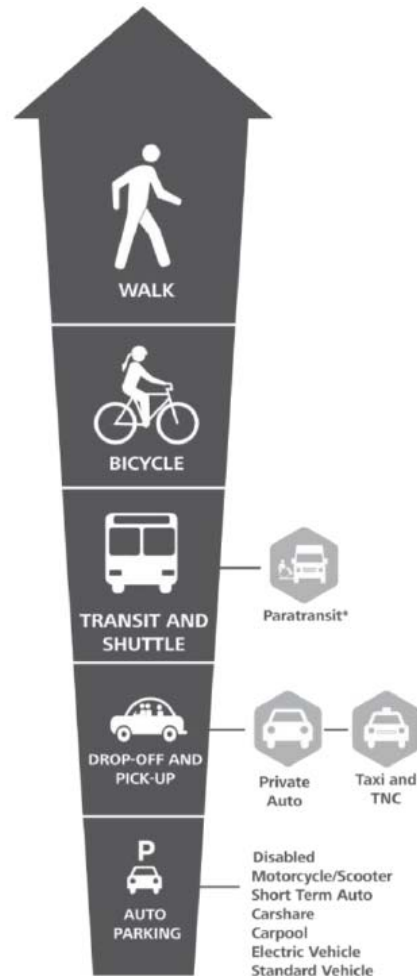 WALK
BICYCLE
TRANSIT AND
SHUTTLE
Paratransit*
DROP-OFF AND
PICK-UP
Private
Auto
Taxi and
TNC
P
AUTO
PARKING
Disabled
Motorcycle/Scooter
Short Term Auto
Carshare
Carpool
Electric Vehicle
Standard Vehicle